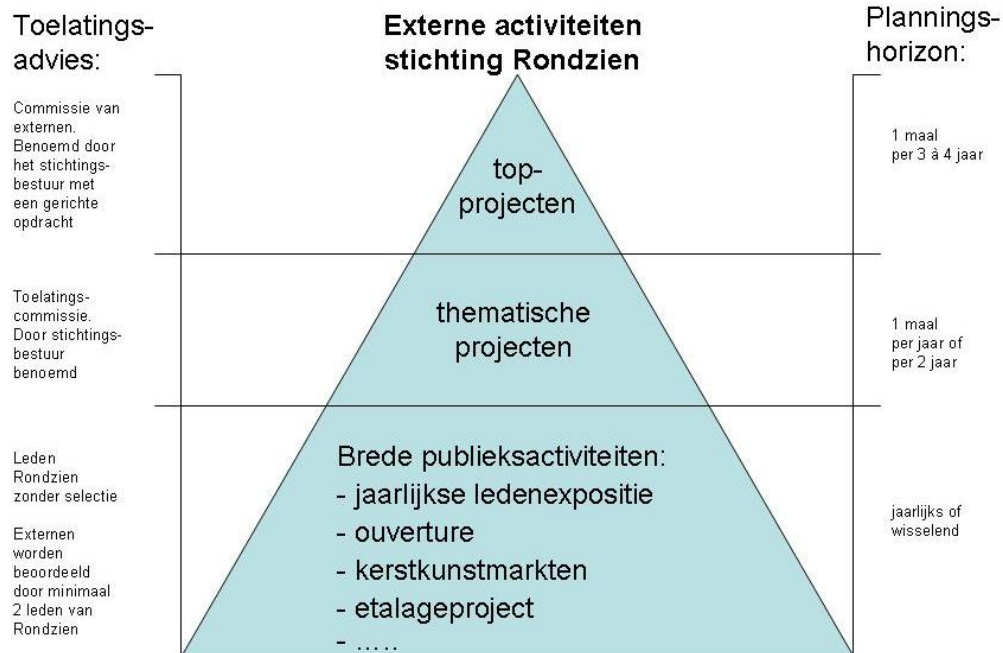 Toelatings-
advies:
Externe activiteiten
stichting Rondzien
Plannings-
horizon:
Commissie van
externen.
Benoemd door
het stichtings-
bestuur met
een gerichte
opdracht
top-
projecten
1 maal
per 3 à 4 jaar
Toelatings-
commissie.
Door stichtings-
bestuur
benoemd
thematische
projecten
1 maal
per jaar of
per 2 jaar
Leden
Rondzien
zonder selectie
Externen
worden
beoordeeld
door minimaal
2 leden van
Rondzien
Brede publieksactiviteiten:
- jaarlijkse ledenexpositie
- ouverture
- kerstkunstmarkten
- etalageproject
- .....
jaarlijks of
wisselend